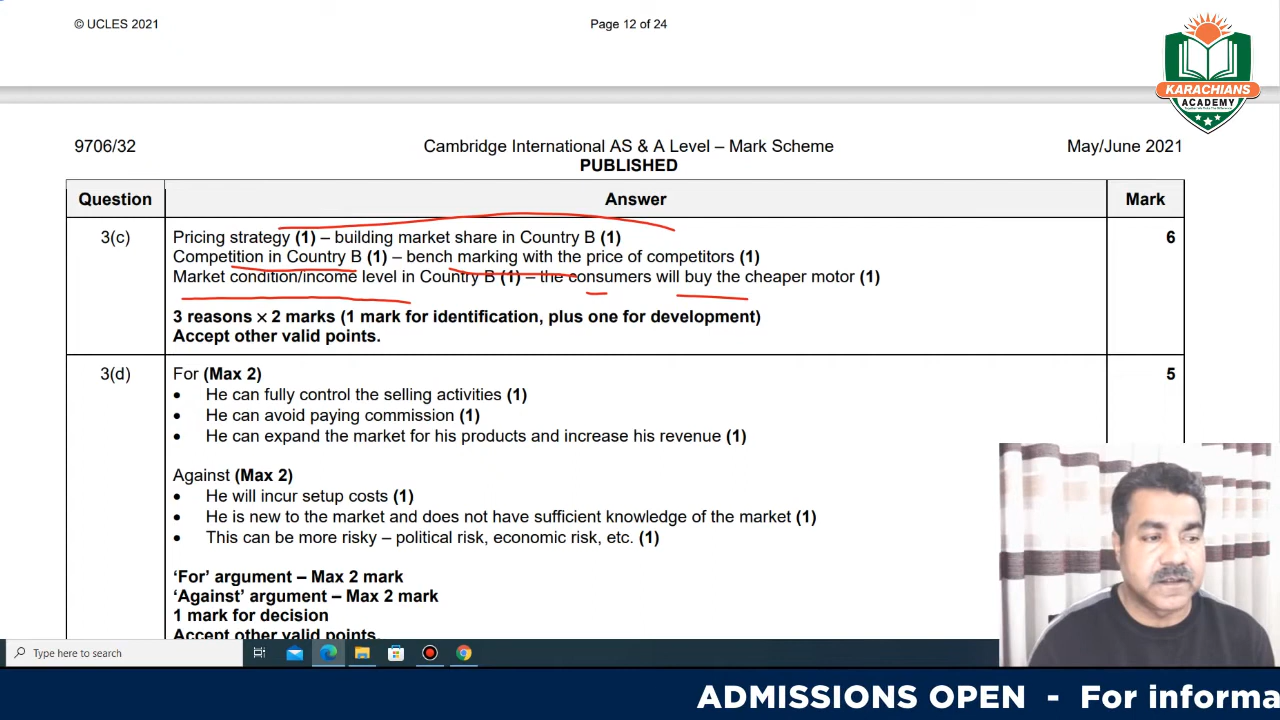 © UCLES 2021
Page 12 of 24
KARACHIANS
ACADEMY
9706/32
Cambridge International AS & A Level – Mark Scheme
May/June 2021
PUBLISHED
Question
Answer
Mark
3(c)
Pricing strategy (1) – building market share in Country B (1)
6
Competition in Country B (1) – bench marking with the price of competitors (1)
Market condition/income level in Country B (1) – the consumers will buy the cheaper motor (1)
3 reasons × 2 marks (1 mark for identification, plus one for development)
Accept other valid points.
3(d)
For (Max 2)
5
• He can fully control the selling activities (1)
• He can avoid paying commission (1)
• He can expand the market for his products and increase his revenue (1)
Against (Max 2)
• He will incur setup costs (1)
• He is new to the market and does not have sufficient knowledge of the market (1)
• This can be more risky – political risk, economic risk, etc. (1)
‘For’ argument – Max 2 mark
‘Against’ argument – Max 2 mark
1 mark for decision
Accept other valid points.
Type here to search
ADMISSIONS OPEN - For informa